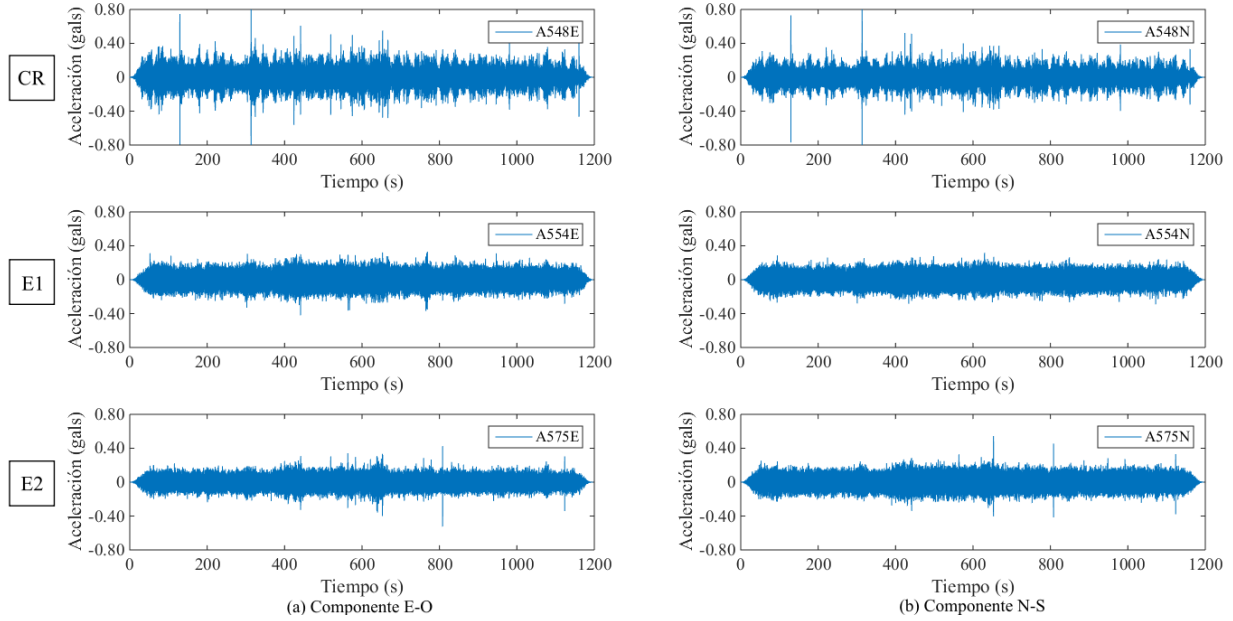 CR
Aceleración (gals)
0.80
0.40
0
-0.40
-0.80
A548E
0 200 400 600 800 1000 1200
Tiempo (s)
Aceleración (gals)
0.80
0.40
0
-0.40
-0.80
A548N
0 200 400 600 800 1000 1200
Tiempo (s)
E1
Aceleración (gals)
0.80
0.40
0
-0.40
-0.80
A554E
0 200 400 600 800 1000 1200
Tiempo (s)
Aceleración (gals)
0.80
0.40
0
-0.40
-0.80
A554N
0 200 400 600 800 1000 1200
Tiempo (s)
E2
Aceleración (gals)
0.80
0.40
0
-0.40
-0.80
A575E
0 200 400 600 800 1000 1200
Tiempo (s)
(a) Componente E-O
Aceleración (gals)
0.80
0.40
0
-0.40
-0.80
A575N
0 200 400 600 800 1000 1200
Tiempo (s)
(b) Componente N-S